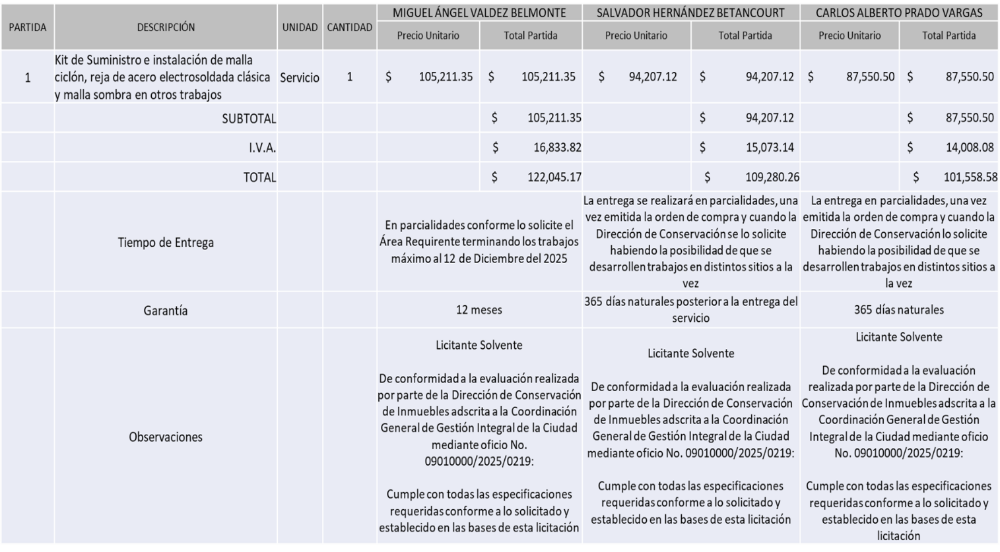 PARTIDA DESCRIPCIÓN UNIDAD CANTIDAD MIGUEL ÁNGEL VALDEZ BELMONTE SALVADOR HERNÁNDEZ BETANCOURT CARLOS ALBERTO PRADO VARGAS
Precio Unitario Total Partida Precio Unitario Total Partida Precio Unitario Total Partida
1
Kit de Suministro e instalación de malla
ciclón, reja de acero electrosoldada clásica
y malla sombra en otros trabajos
Servicio 1 $ 105,211.35 $ 105,211.35 $ 94,207.12 $ 94,207.12 $ 87,550.50 $ 87,550.50
SUBTOTAL $ 105,211.35 $ 94,207.12 $ 87,550.50
I.V.A. $ 16,833.82 $ 15,073.14 $ 14,008.08
TOTAL $ 122,045.17 $ 109,280.26 $ 101,558.58
Tiempo de Entrega
En parcialidades conforme lo solicite el
Área Requirente terminando los trabajos
máximo al 12 de Diciembre del 2025
La entrega se realizará en parcialidades, una
vez emitida la orden de compra y cuando la
Dirección de Conservación se lo solicite
habiendo la posibilidad de que se
desarrollen trabajos en distintos sitios a la
vez
La entrega en parcialidades, una vez
emitida la orden de compra y cuando la
Dirección de Conservación lo solicite
habiendo la posibilidad de que se
desarrollen trabajos en distintos sitios a
la vez
Garantía
12 meses
365 días naturales posterior a la entrega del
servicio
365 días naturales
Observaciones
Licitante Solvente
De conformidad a la evaluación realizada
por parte de la Dirección de Conservación
de Inmuebles adscrita a la Coordinación
General de Gestión Integral de la Ciudad
mediante oficio No.
09010000/2025/0219:
Cumple con todas las especificaciones
requeridas conforme a lo solicitado y
establecido en las bases de esta licitación
Licitante Solvente
De conformidad a la evaluación realizada
por parte de la Dirección de Conservación
de Inmuebles adscrita a la Coordinación
General de Gestión Integral de la Ciudad
mediante oficio No. 09010000/2025/0219:
Cumple con todas las especificaciones
requeridas conforme a lo solicitado y
establecido en las bases de esta licitación
Licitante Solvente
De conformidad a la evaluación
realizada por parte de la Dirección de
Conservación de Inmuebles adscrita a la
Coordinación General de Gestión
Integral de la Ciudad mediante oficio
No. 09010000/2025/0219:
Cumple con todas las especificaciones
requeridas conforme a lo solicitado y
establecido en las bases de esta
licitación